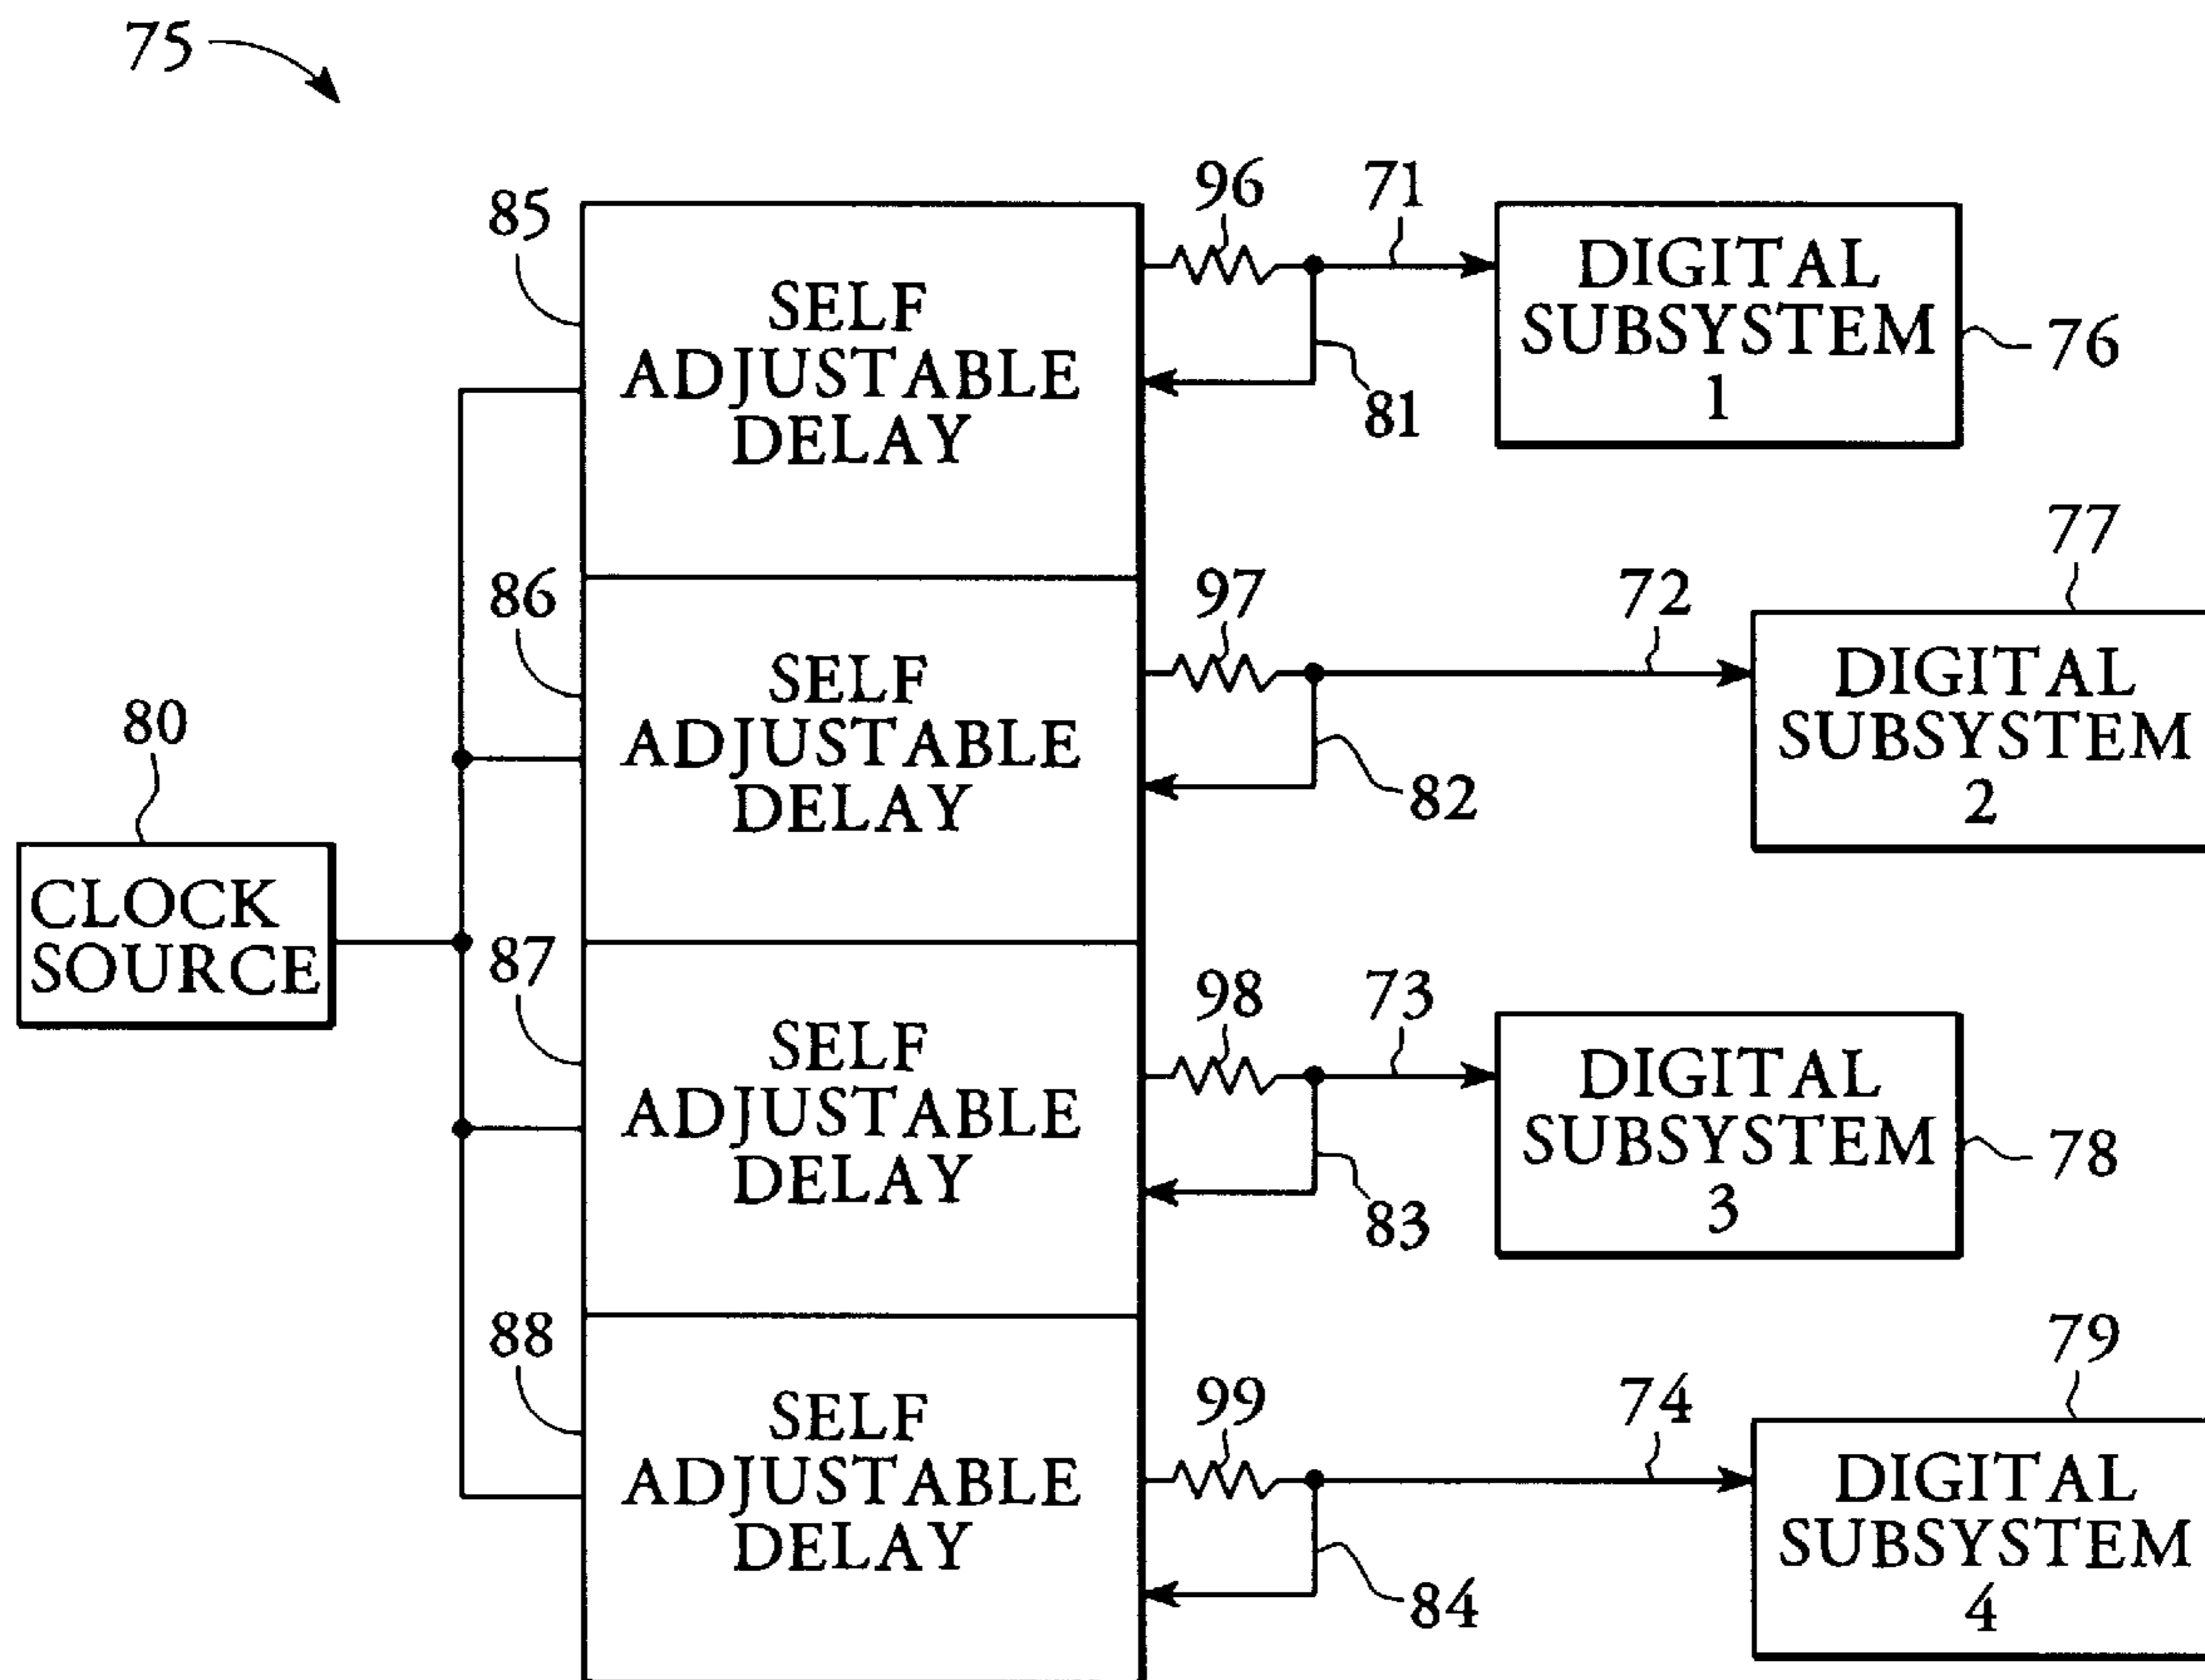 75
85
SELF
ADJUSTABLE
DELAY
96
71
81
DIGITAL
SUBSYSTEM
1
76
86
SELF
ADJUSTABLE
DELAY
97
72
82
77
DIGITAL
SUBSYSTEM
2
80
CLOCK
SOURCE
87
SELF
ADJUSTABLE
DELAY
98
73
83
DIGITAL
SUBSYSTEM
3
78
88
SELF
ADJUSTABLE
DELAY
99
74
84
79
DIGITAL
SUBSYSTEM
4